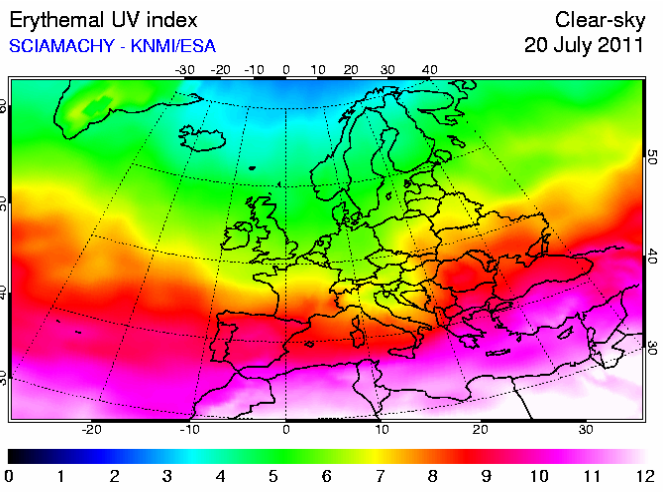 Erythemal UV index
Clear-sky
SCIAMACHY - KNMI/ESA
20 July 2011
-30 -20 -10 0 10 20 30 40
60
50
50
40
40
30
30
-20 -10 0 10 20 30
0 1 2 3 4 5 6 7 8 9 10 11 12